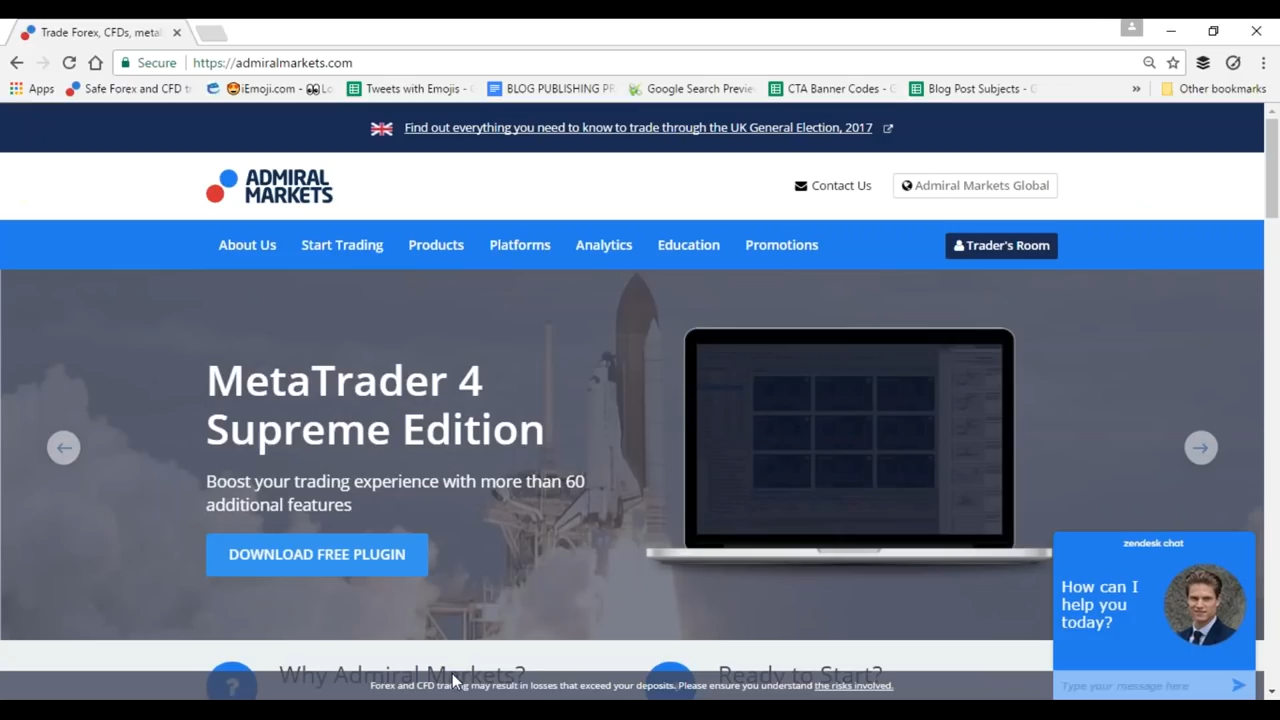 Trade Forex, CFDs, meta
Secure https://admiralmarkets.com
Apps Safe Forex and CFD t iEmoji.com - Lo Tweets with Emojis - BLOG PUBLISHING PR Google Search Previe CTA Banner Codes - G Blog Post Subjects - G » Other bookmarks
Find out everything you need to know to trade through the UK General Election, 2017
ADMIRAL
MARKETS
Contact Us Admiral Markets Global
About Us Start Trading Products Platforms Analytics Education Promotions Trader's Room
MetaTrader 4
Supreme Edition
Boost your trading experience with more than 60
additional features
DOWNLOAD FREE PLUGIN
zendesk chat
How can I
help you
today?
Type your message here
? Why Admiral Markets? Ready to Start?
Forex and CFD trading may result in losses that exceed your deposits. Please ensure you understand the risks involved.